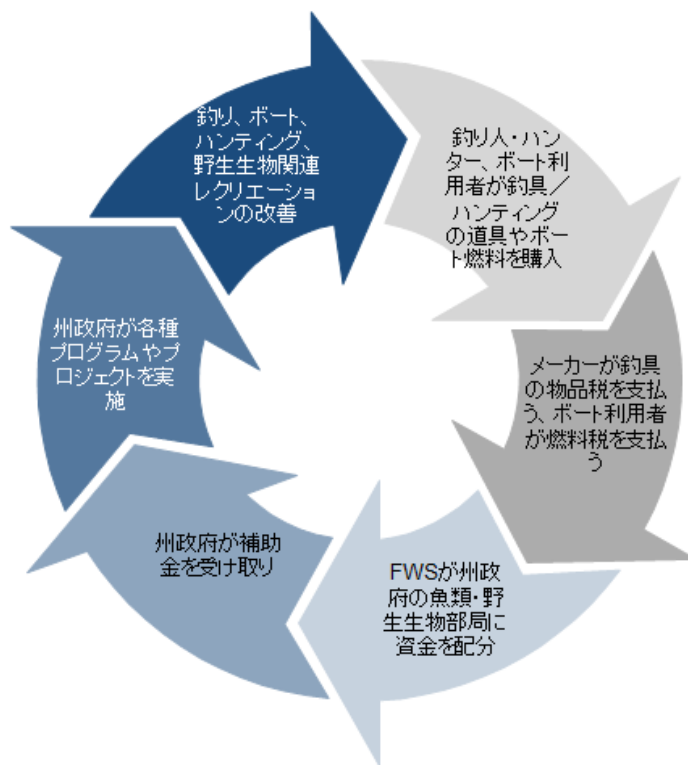 釣り、ボート、
ハンティング、
野生生物関連
レクリエーショ
ンの改善
釣り人・ハン
ター、ボート利
用者が釣具／
ハンティング
の道具やボー
ト燃料を購入
メーカーが釣具
の物品税を支払
う、ボート利用者
が燃料税を支払
う
FWSが州政
府の魚類・野
生生物部局に
資金を配分
州政府が補助
金を受け取り
州政府が各種
プログラムやプ
ロジェクトを実
施